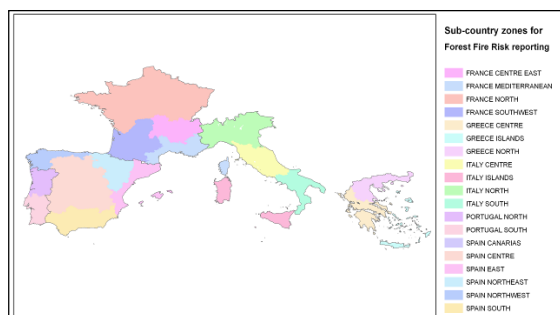 Sub-country zones for
Forest Fire Risk reporting
FRANCE CENTRE EAST
FRANCE MEDITERRANEAN
FRANCE NORTH
FRANCE SOUTHWEST
GREECE CENTRE
GREECE ISLANDS
GREECE NORTH
ITALY CENTRE
ITALY ISLANDS
ITALY NORTH
ITALY SOUTH
PORTUGAL NORTH
PORTUGAL SOUTH
SPAIN CANARIAS
SPAIN CENTRE
SPAIN EAST
SPAIN NORTHEAST
SPAIN NORTHWEST
SPAIN SOUTH